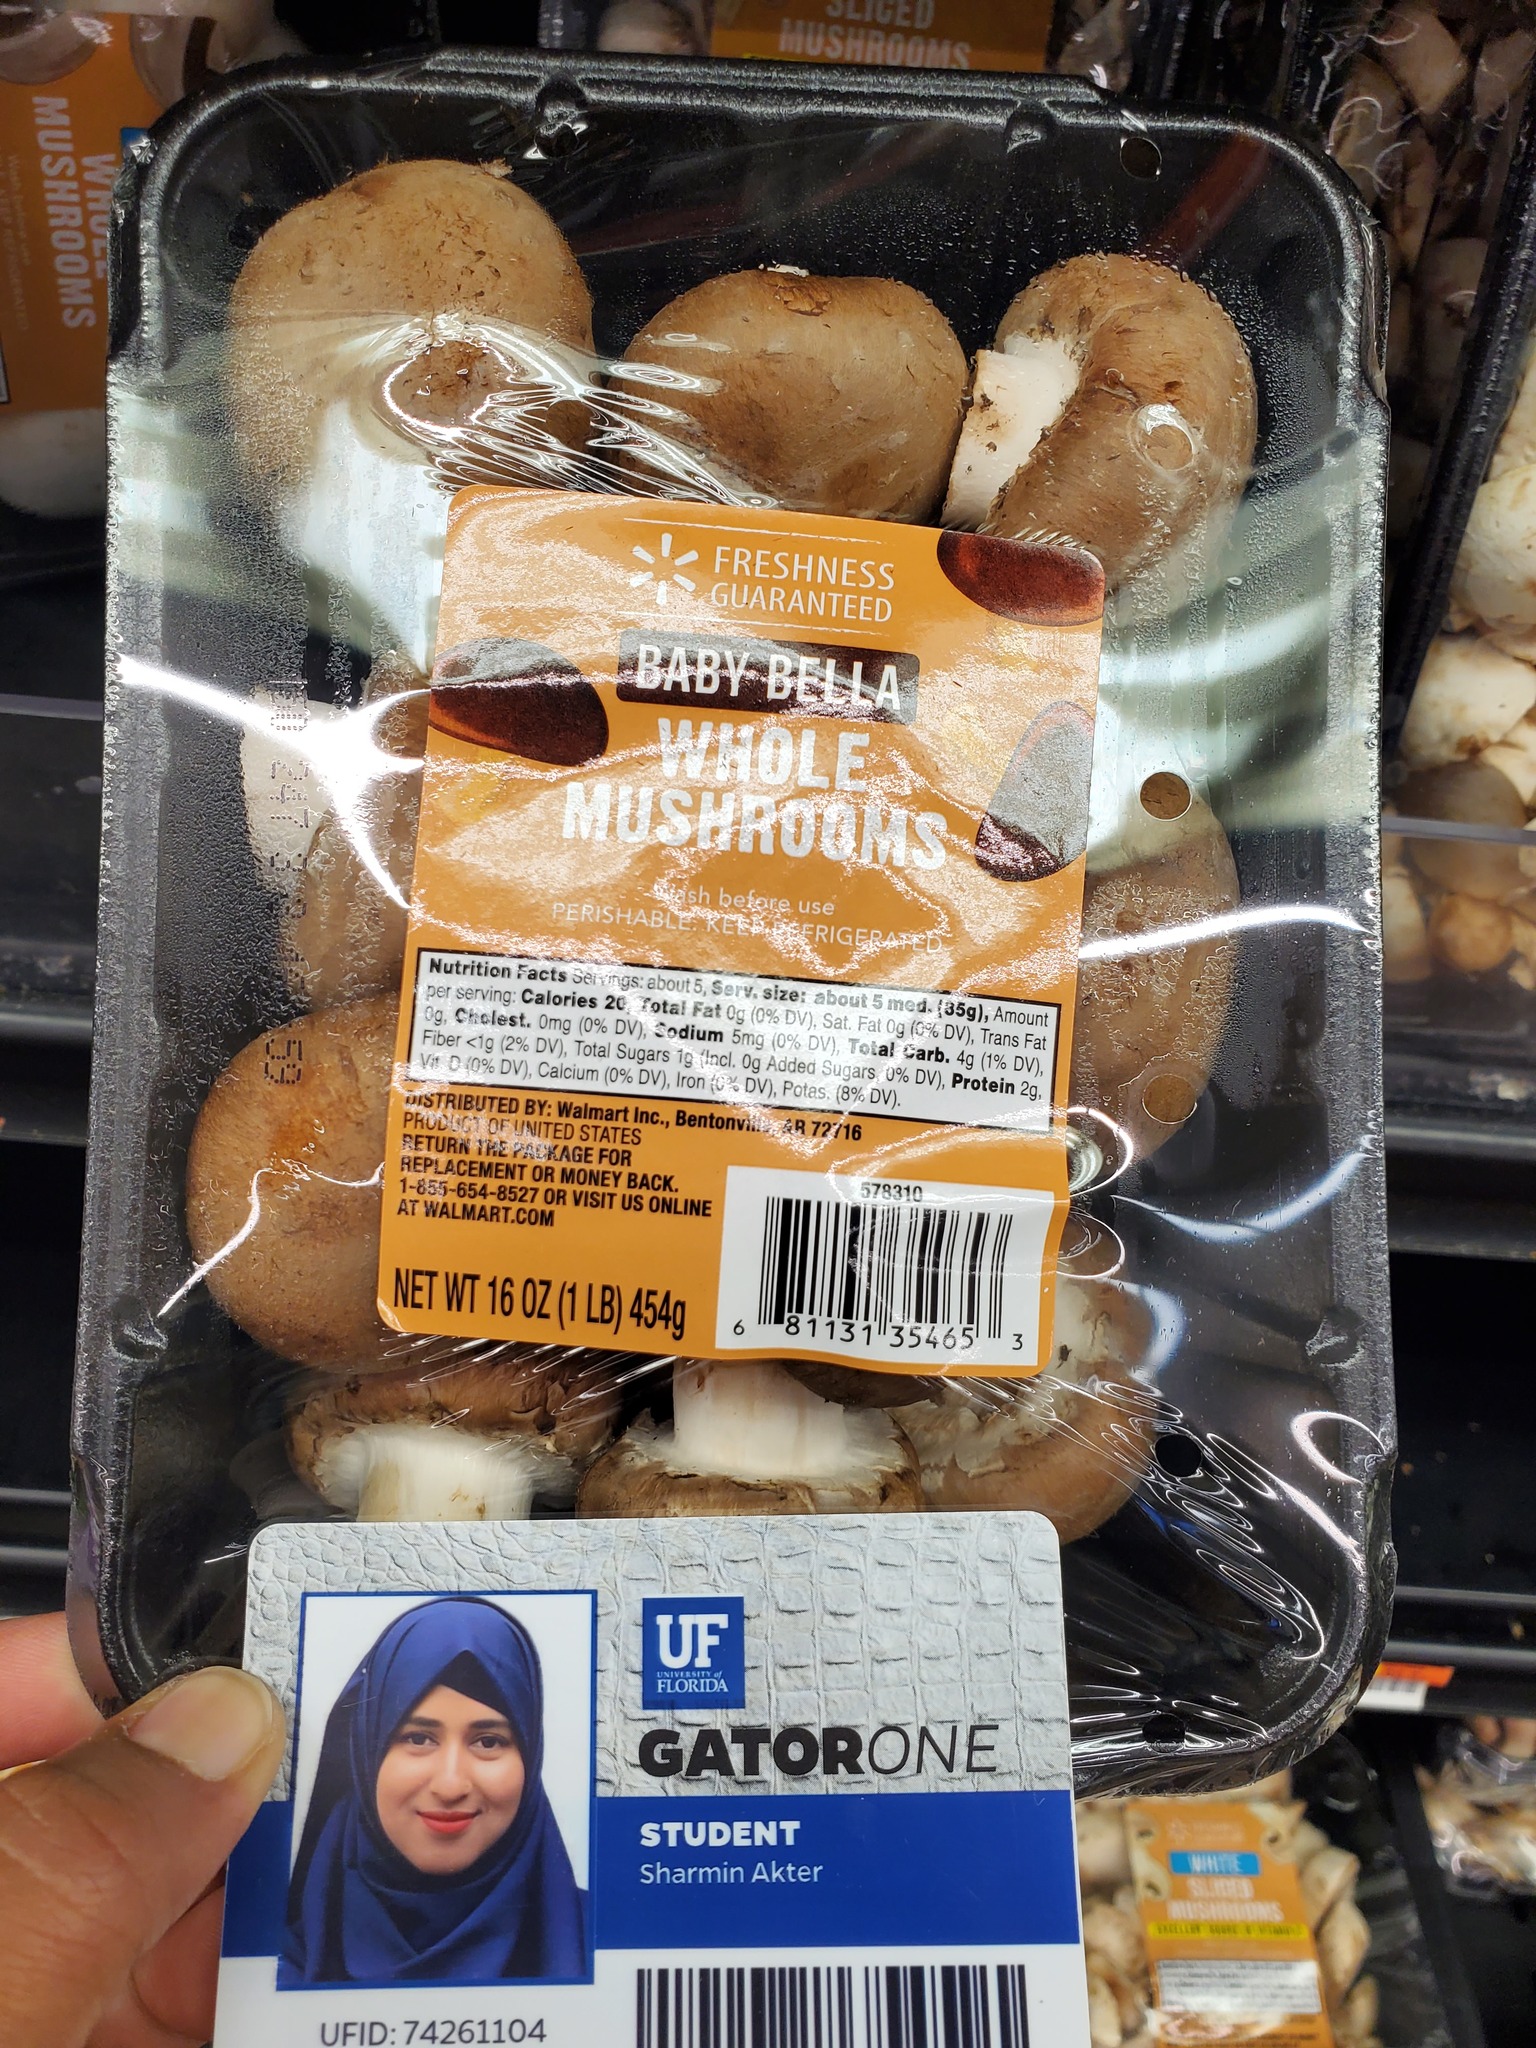 SLICED
MUSHROOMS
WHOLE
MUSHROOMS
FRESHNESS
GUARANTEED
BABY BELLA
WHOLE
MUSHROOMS
before use
PERISHABLE. KEEP REFRIGERATED
Nutrition Facts Servings: about 5, Serv. size: about 5 med. (85g), Amount
per serving: Calories 20, Total Fat 0g (0% DV), Sat. Fat 0g (0% DV), Trans Fat
0g, Cholest. 0mg (0% DV), Sodium 5mg (0% DV), Total Carb. 4g (1% DV),
Fiber <1g (2% DV), Total Sugars 1g (Incl. 0g Added Sugars, 0% DV), Protein 2g,
Vit. D (0% DV), Calcium (0% DV), Iron (0% DV), Potas. (8% DV).
DISTRIBUTED BY: Walmart Inc., Bentonville, AR 72716
PRODUCT OF UNITED STATES
RETURN THE PACKAGE FOR
REPLACEMENT OR MONEY BACK.
1-855-654-8527 OR VISIT US ONLINE
AT WALMART.COM
NET WT 16 OZ (1 LB) 454g
578310
6 81131 35465 3
UF
UNIVERSITY of
FLORIDA
GATORONE
STUDENT
Sharmin Akter
UFID: 74261104
WHITE
SLICED
MUSHROOMS